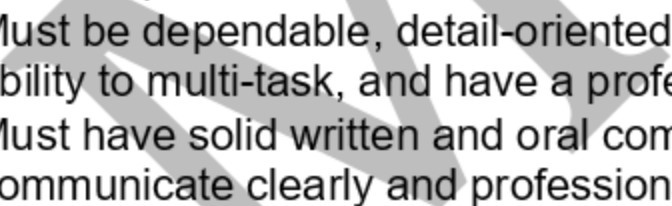 Must be dependable, detail-oriented
bility to multi-task, and have a profe
Must have solid written and oral com
ommunicate clearly and profession